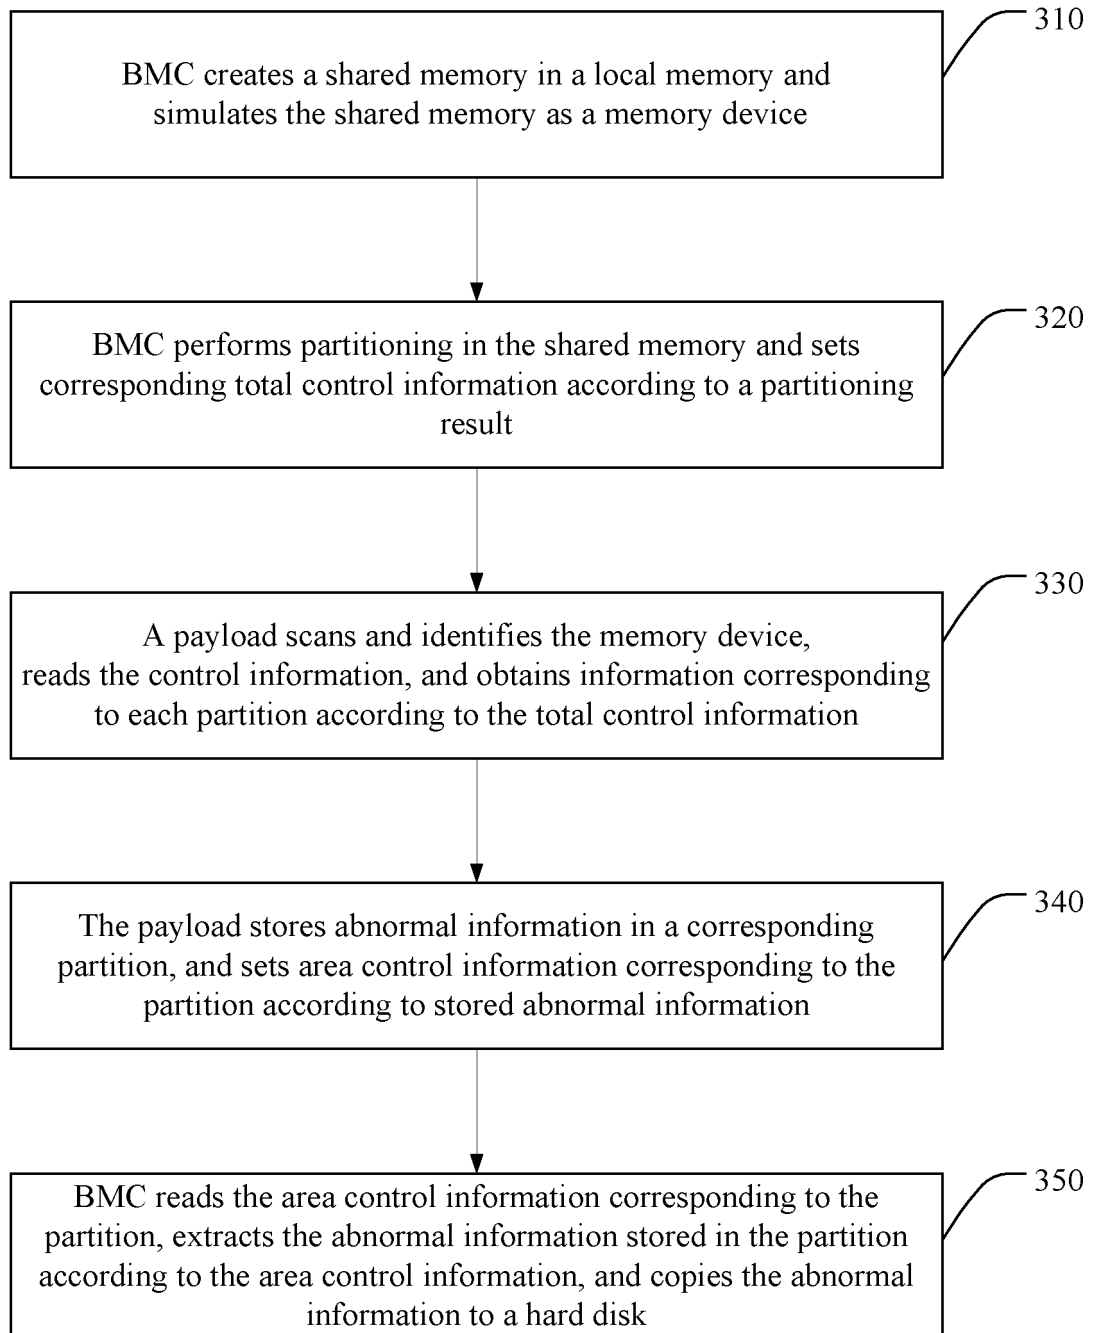 310
BMC creates a shared memory in a local memory and
simulates the shared memory as a memory device
320
BMC performs partitioning in the shared memory and sets
corresponding total control information according to a partitioning
result
330
A payload scans and identifies the memory device,
reads the control information, and obtains information corresponding
to each partition according to the total control information
340
The payload stores abnormal information in a corresponding
partition, and sets area control information corresponding to the
partition according to stored abnormal information
350
BMC reads the area control information corresponding to the
partition, extracts the abnormal information stored in the partition
according to the area control information, and copies the abnormal
information to a hard disk